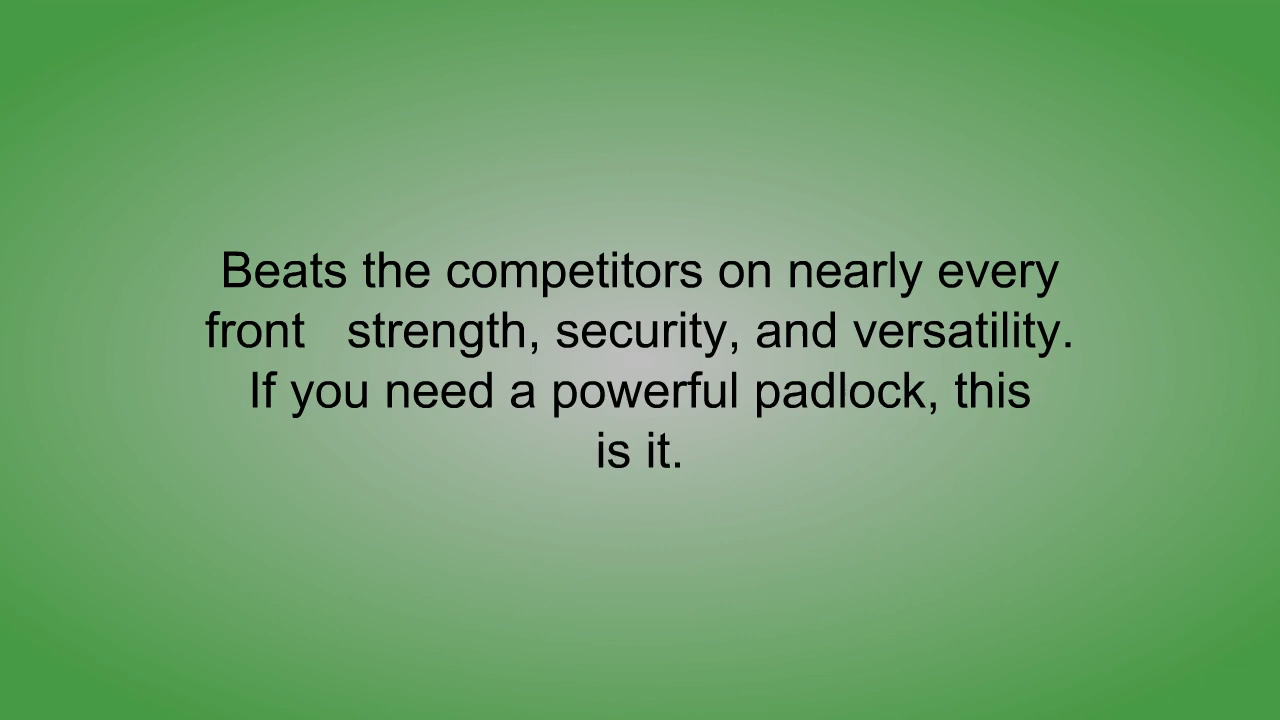 Beats the competitors on nearly every
front   strength, security, and versatility.
If you need a powerful padlock, this
is it.